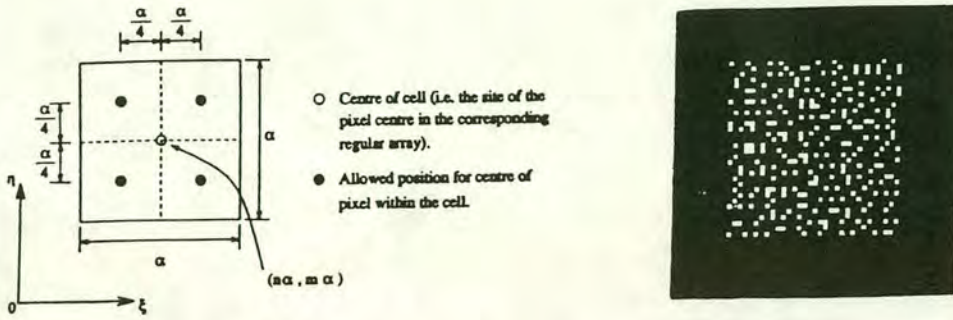 α/4 α/4
α/4
α/4
α
α
η
0
ξ
(nα, mα)
○ Centre of cell (i.e. the site of the
pixel centre in the corresponding
regular array).
● Allowed position for centre of
pixel within the cell.